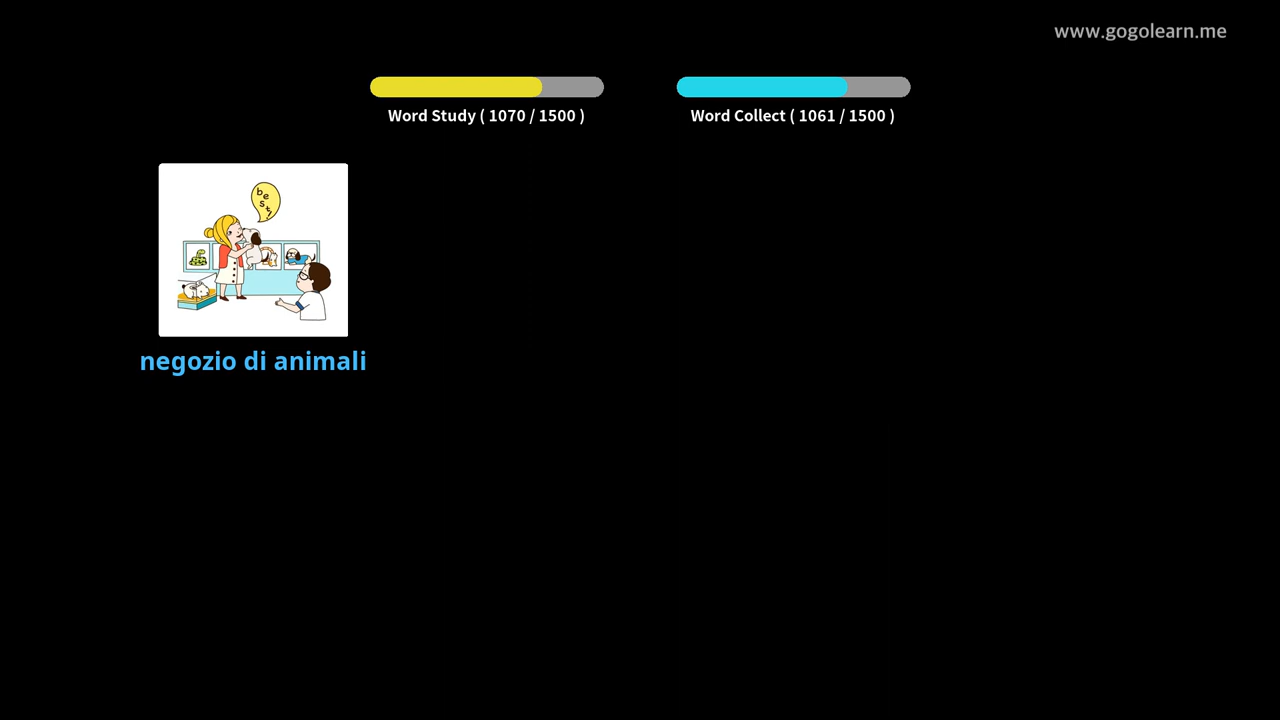 www.gogolearn.me
Word Study ( 1070 / 1500 )
Word Collect ( 1061 / 1500 )
best,
negozio di animali